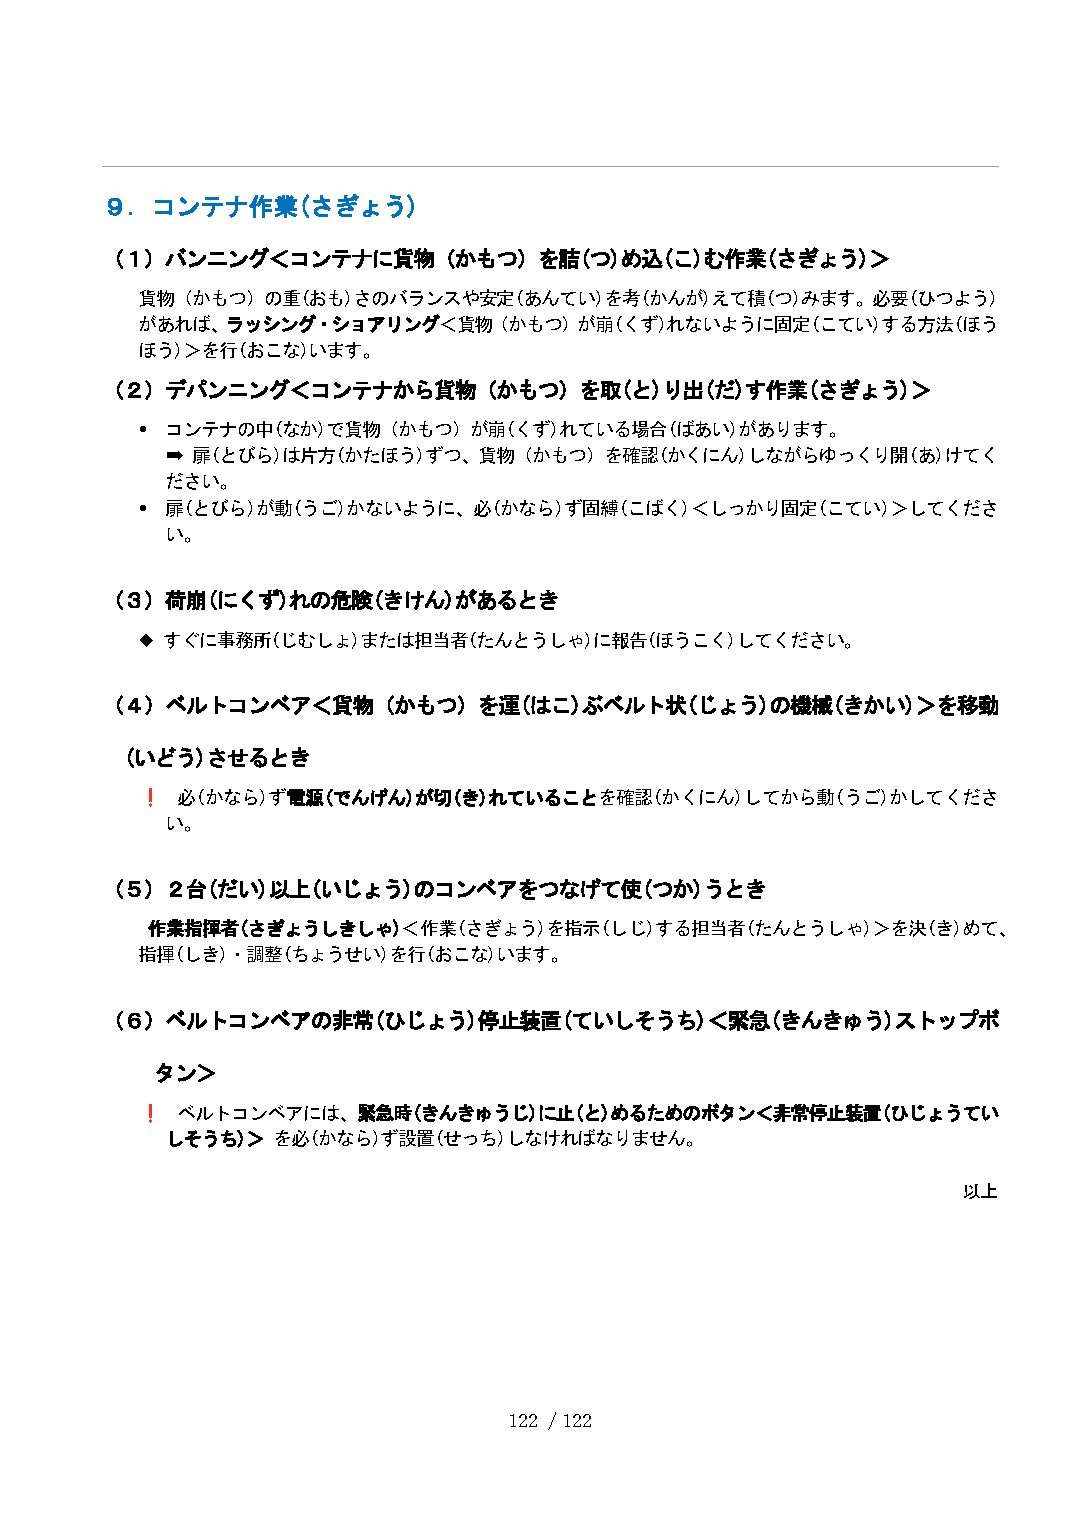 ９．コンテナ作業(さぎょう)
（１）バンニング＜コンテナに貨物（かもつ）を詰(つ)め込(こ)む作業(さぎょう)＞
貨物（かもつ）の重(おも)さのバランスや安定(あんてい)を考(かんが)えて積(つ)みます。必要(ひつよう)
があれば、ラッシング・ショアリング＜貨物（かもつ）が崩(くず)れないように固定(こてい)する方法(ほう
ほう)＞を行(おこな)います。
（２）デバンニング＜コンテナから貨物（かもつ）を取(と)り出(だ)す作業(さぎょう)＞
• コンテナの中(なか)で貨物（かもつ）が崩(くず)れている場合(ばあい)があります。
➡ 扉(とびら)は片方(かたほう)ずつ、貨物（かもつ）を確認(かくにん)しながらゆっくり開(あ)けてく
ださい。
• 扉(とびら)が動(うご)かないように、必(かなら)ず固縛(こばく)＜しっかり固定(こてい)＞してくださ
い。
（３）荷崩(にくず)れの危険(きけん)があるとき
◆ すぐに事務所(じむしょ)または担当者(たんとうしゃ)に報告(ほうこく)してください。
（４）ベルトコンベア＜貨物（かもつ）を運(はこ)ぶベルト状(じょう)の機械(きかい)＞を移動
(いどう)させるとき
❗ 必(かなら)ず電源(でんげん)が切(き)れていることを確認(かくにん)してから動(うご)かしてくださ
い。
（５）２台(だい)以上(いじょう)のコンベアをつなげて使(つか)うとき
作業指揮者(さぎょうしきしゃ)＜作業(さぎょう)を指示(しじ)する担当者(たんとうしゃ)＞を決(き)めて、
指揮(しき)・調整(ちょうせい)を行(おこな)います。
（６）ベルトコンベアの非常(ひじょう)停止装置(ていしそうち)＜緊急(きんきゅう)ストップボ
タン＞
❗ ベルトコンベアには、緊急時(きんきゅうじ)に止(と)めるためのボタン＜非常停止装置(ひじょうてい
しそうち)＞ を必(かなら)ず設置(せっち)しなければなりません。
以上
122 / 122